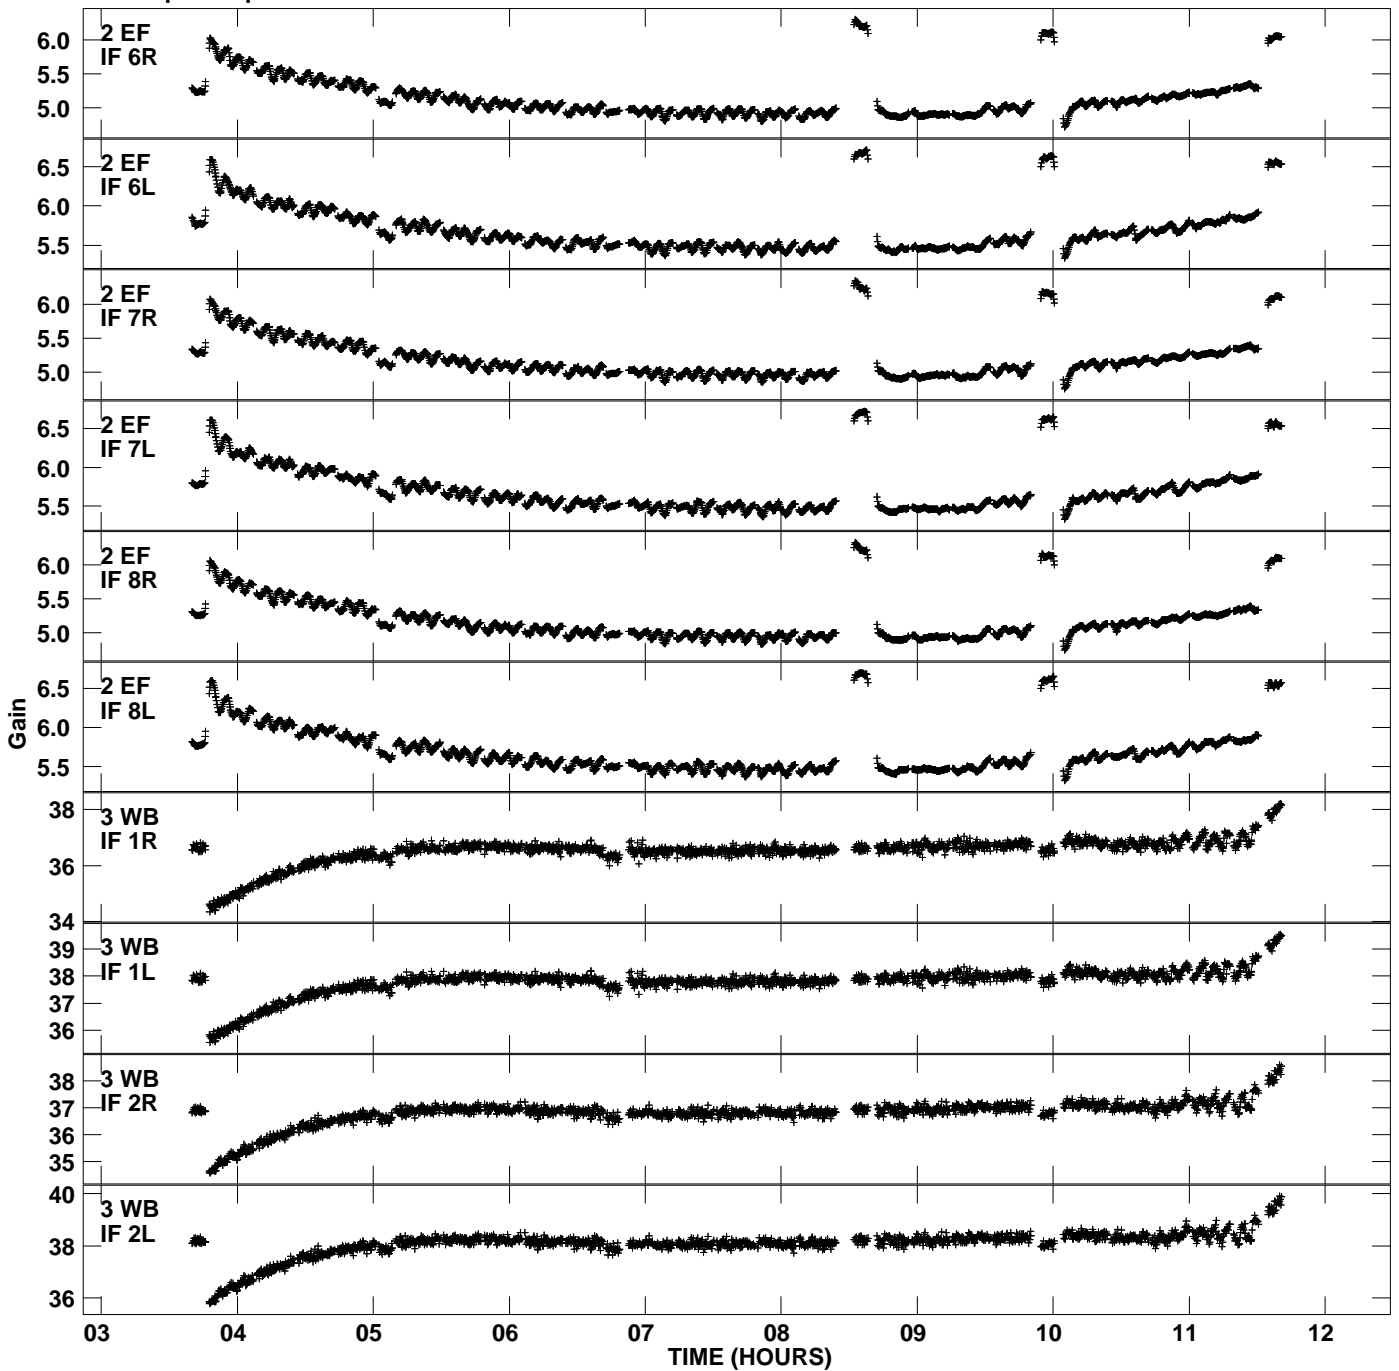 2 EF
IF 6R
6.0
5.5
5.0
2 EF
IF 6L
6.5
6.0
5.5
2 EF
IF 7R
6.0
5.5
5.0
2 EF
IF 7L
6.5
6.0
5.5
2 EF
IF 8R
6.0
5.5
5.0
2 EF
IF 8L
6.5
6.0
5.5
Gain
3 WB
IF 1R
38
36
34
3 WB
IF 1L
39
38
37
36
3 WB
IF 2R
38
37
36
35
3 WB
IF 2L
40
38
36
03 04 05 06 07 08 09 10 11 12
TIME (HOURS)